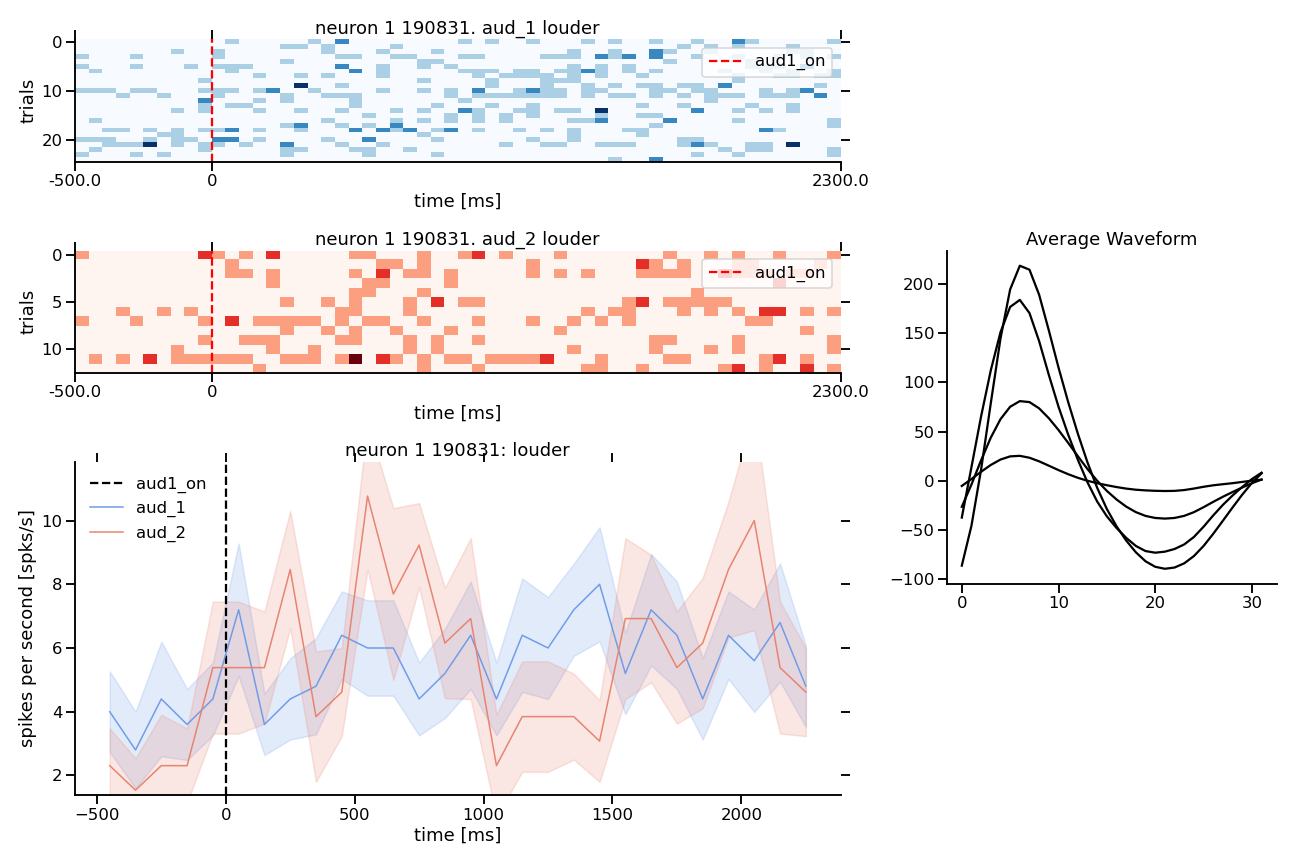 neuron 1 190831. aud_1 louder
0
10
20
trials
aud1_on
-500.0
0
2300.0
time [ms]
neuron 1 190831. aud_2 louder
0
5
10
trials
aud1_on
-500.0
0
2300.0
time [ms]
neuron 1 190831: louder
aud1_on
aud_1
aud_2
10
8
6
4
2
spikes per second [spks/s]
−500
0
500
1000
1500
2000
time [ms]
Average Waveform
200
150
100
50
0
−50
−100
0
10
20
30